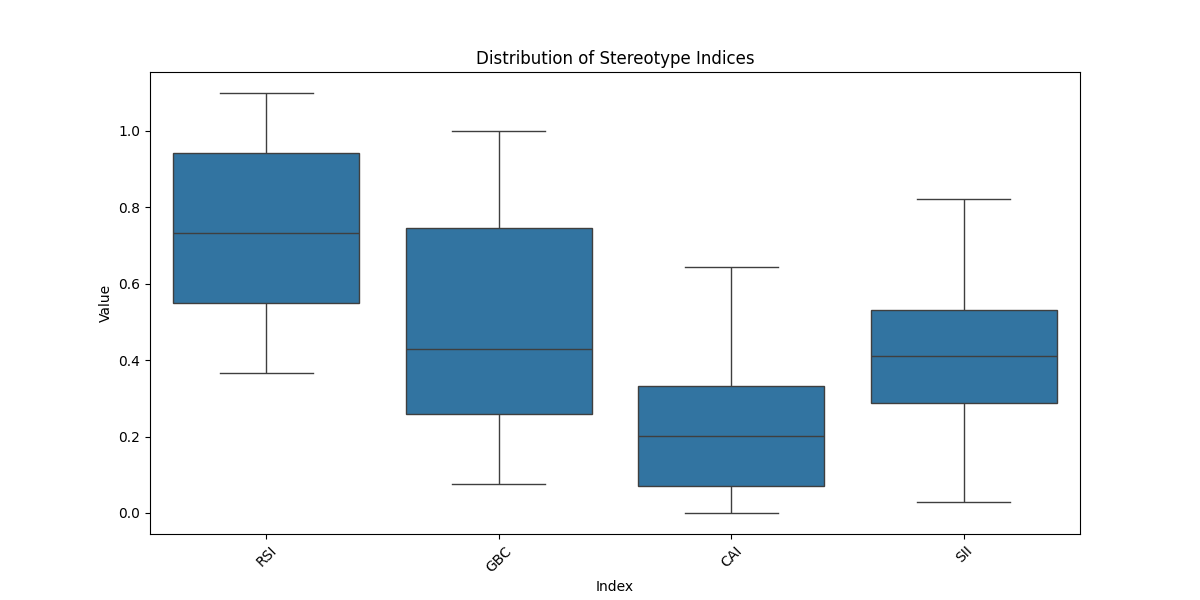 Distribution of Stereotype Indices
1.0
0.8
0.6
0.4
0.2
0.0
Value
RSI
GBC
CAI
SII
Index